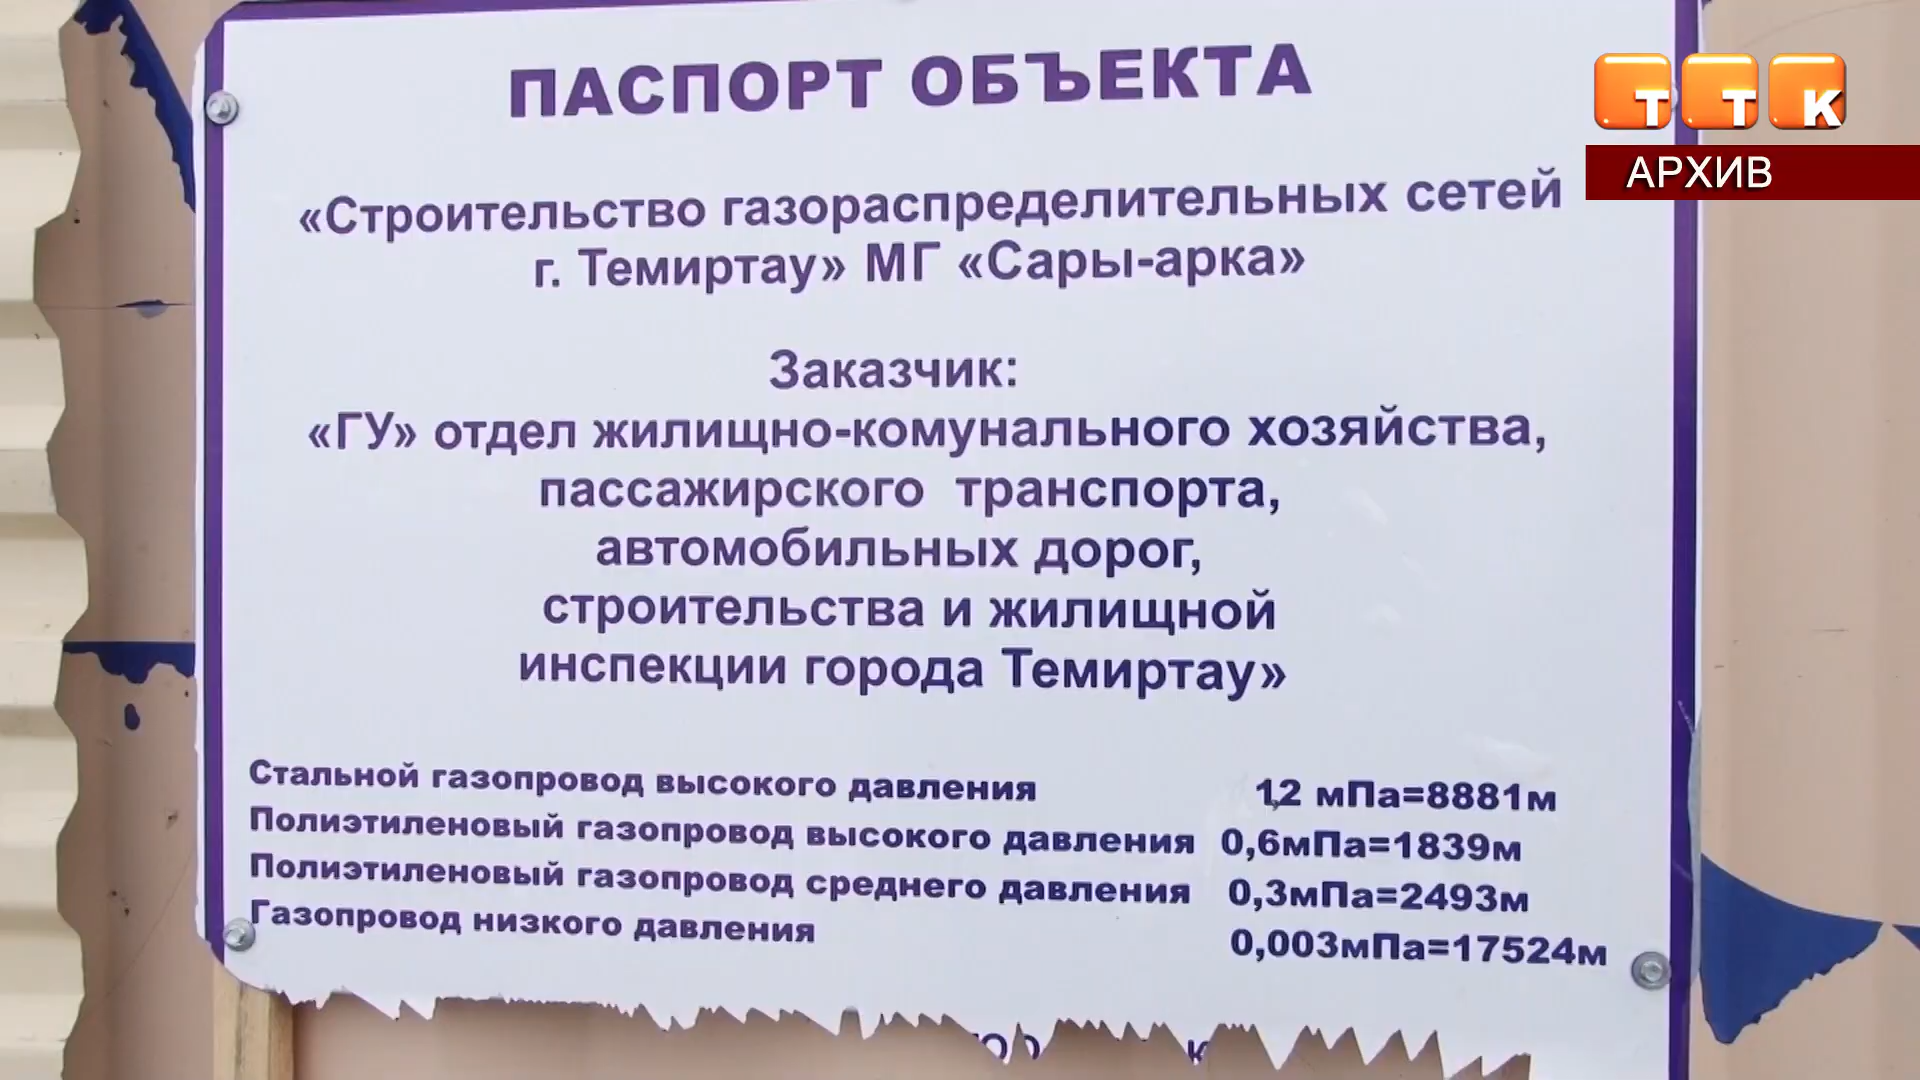 ПАСПОРТ ОБЪЕКТА
ТТК
АРХИВ
«Строительство газораспределительных сетей
г. Темиртау» МГ «Сары-арка»
Заказчик:
«ГУ» отдел жилищно-комунального хозяйства,
пассажирского транспорта,
автомобильных дорог,
строительства и жилищной
инспекции города Темиртау»
Стальной газопровод высокого давления 1,2 мПа=8881м
Полиэтиленовый газопровод высокого давления 0,6мПа=1839м
Полиэтиленовый газопровод среднего давления 0,3мПа=2493м
Газопровод низкого давления 0,003мПа=17524м